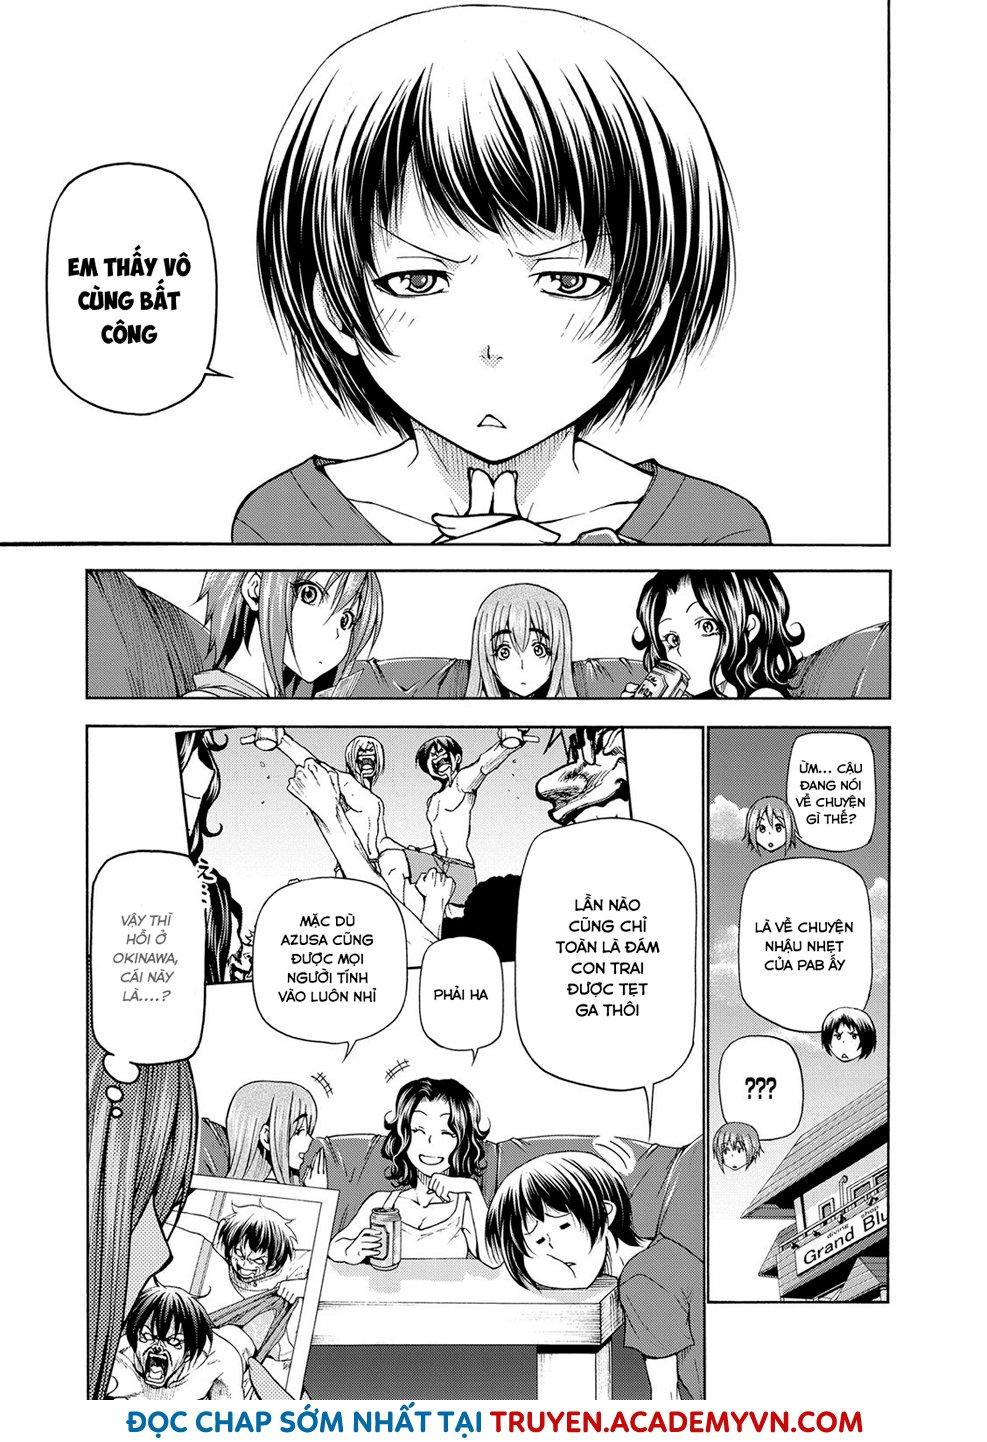 EM THẤY VÔ
CÙNG BẤT
CÔNG
ỪM... CẬU
ĐANG NÓI
VỀ CHUYỆN
GÌ THẾ?
LÀ VỀ CHUYỆN
NHẬU NHẸT
CỦA PAB ẤY
???
diving shop
Grand Blu
LẦN NÀO
CŨNG CHỈ
TOÀN LÀ ĐÁM
CON TRAI
ĐƯỢC TẸT
GA THÔI
PHẢI HA
MẶC DÙ
AZUSA CŨNG
ĐƯỢC MỌI
NGƯỜI TÍNH
VÀO LUÔN NHỈ
VẬY THÌ
HỒI Ở
OKINAWA,
CÁI NÀY
LÀ....?
ĐỌC CHAP SỚM NHẤT TẠI TRUYEN.ACADEMYVN.COM